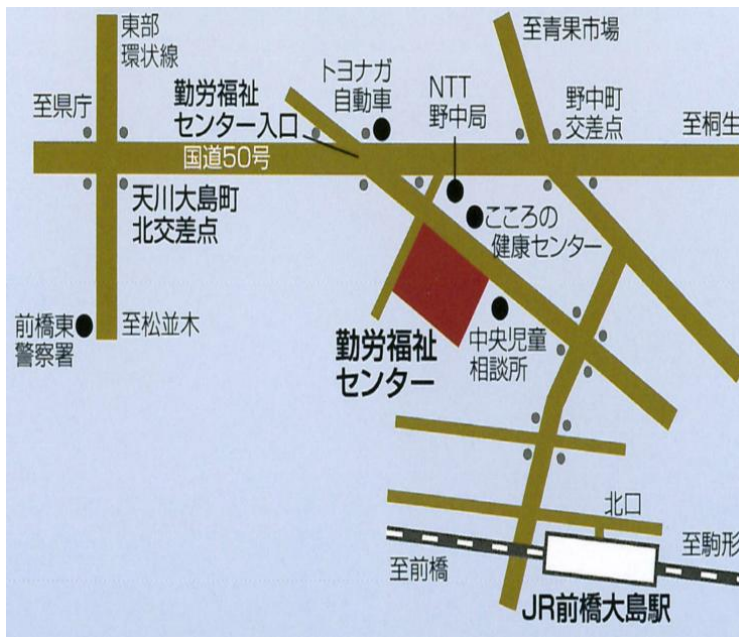 東部
環状線
至青果市場
トヨナガ
自動車
NTT
野中局
野中町
交差点
至県庁
勤労福祉
センター入口
至桐生
国道50号
天川大島町
北交差点
こころの
健康センター
前橋東
警察署
至松並木
勤労福祉
センター
中央児童
相談所
北口
至前橋
至駒形
JR前橋大島駅